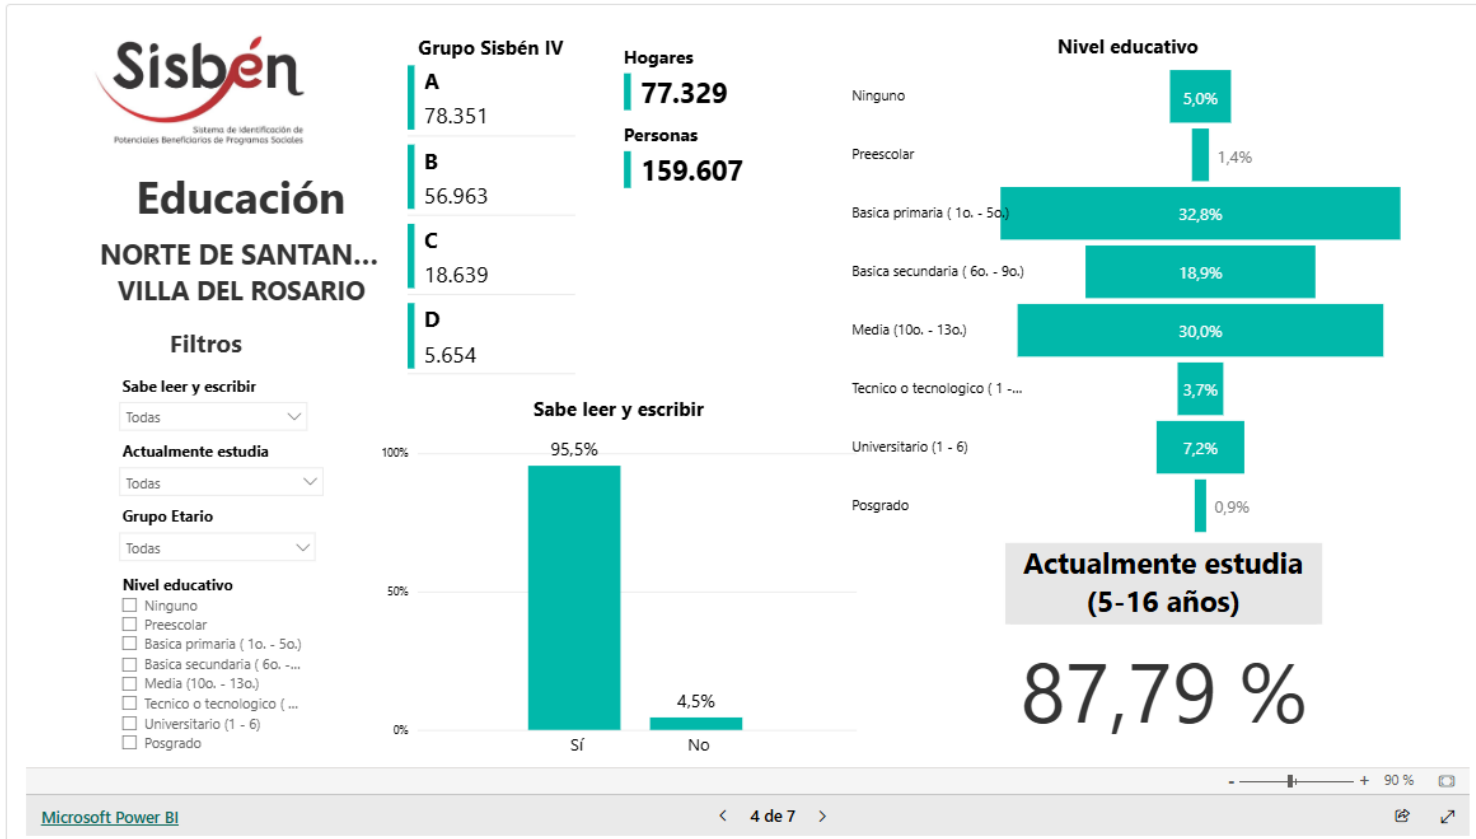 Sisbén
Sistema de Identificación de
Potenciales Beneficiarios de Programas Sociales
Educación
NORTE DE SANTAN...
VILLA DEL ROSARIO
Filtros
Sabe leer y escribir
Todas
Actualmente estudia
Todas
Grupo Etario
Todas
Nivel educativo
Ninguno
Preescolar
Basica primaria ( 1o. - 5o.)
Basica secundaria ( 6o. -...
Media (10o. - 13o.)
Tecnico o tecnologico ( ...
Universitario (1 - 6)
Posgrado
Grupo Sisbén IV
A
78.351
B
56.963
C
18.639
D
5.654
Hogares
77.329
Personas
159.607
Sabe leer y escribir
100%
50%
0%
95,5%
4,5%
Sí
No
Nivel educativo
Ninguno
5,0%
Preescolar
1,4%
Basica primaria ( 1o. - 5o.)
32,8%
Basica secundaria ( 6o. - 9o.)
18,9%
Media (10o. - 13o.)
30,0%
Tecnico o tecnologico ( 1 -...
3,7%
Universitario (1 - 6)
7,2%
Posgrado
0,9%
Actualmente estudia
(5-16 años)
87,79 %
- + 90 %
Microsoft Power BI
4 de 7